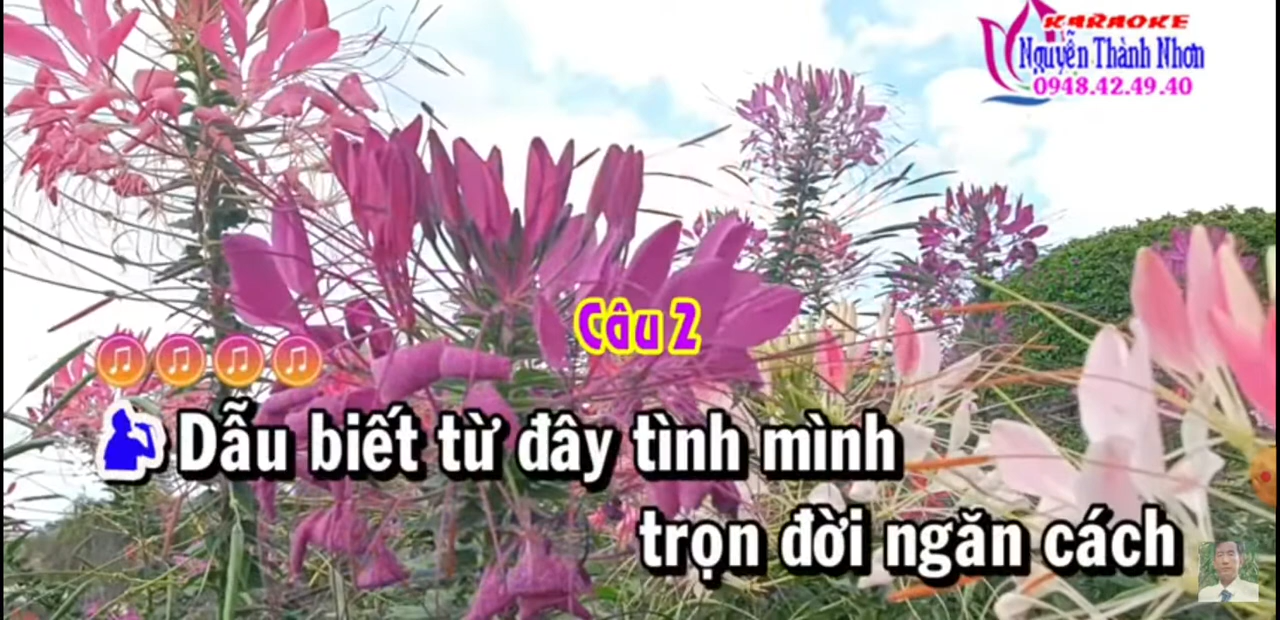 KARAOKE
Nguyễn Thành Nhơn
0948.42.49.40
Câu 2
Dẫu biết từ đây tình mình
trọn đời ngăn cách